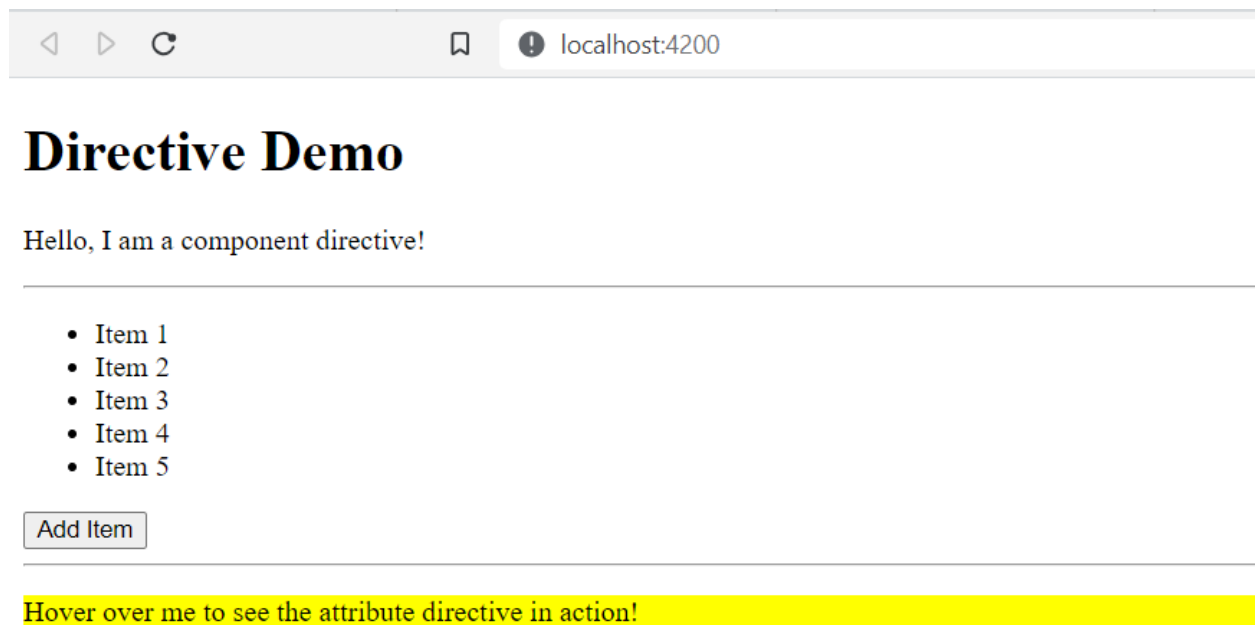 localhost:4200
Directive Demo
Hello, I am a component directive!
Item 1
Item 2
Item 3
Item 4
Item 5
Add Item
Hover over me to see the attribute directive in action!